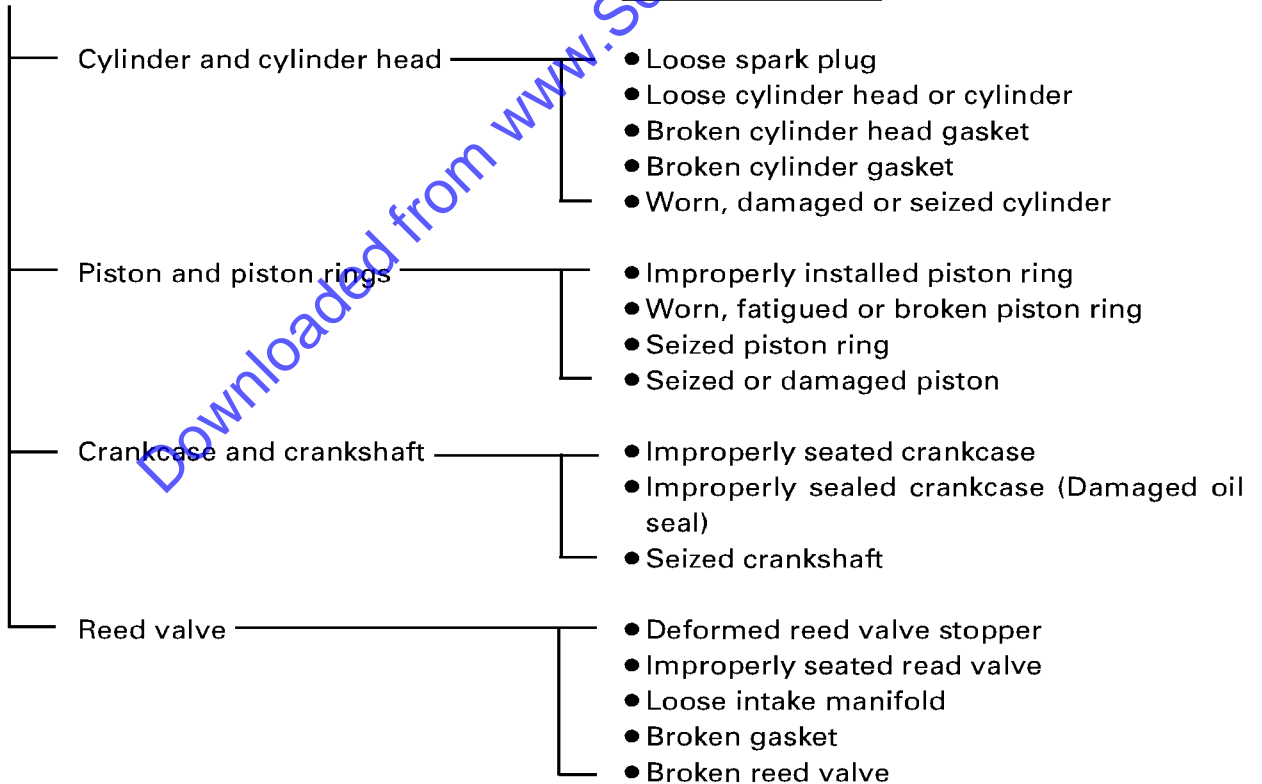 Cylinder and cylinder head
● Loose spark plug
● Loose cylinder head or cylinder
● Broken cylinder head gasket
● Broken cylinder gasket
● Worn, damaged or seized cylinder
Piston and piston rings
● Improperly installed piston ring
● Worn, fatigued or broken piston ring
● Seized piston ring
● Seized or damaged piston
Crankcase and crankshaft
● Improperly seated crankcase
● Improperly sealed crankcase (Damaged oil
seal)
● Seized crankshaft
Reed valve
● Deformed reed valve stopper
● Improperly seated read valve
● Loose intake manifold
● Broken gasket
● Broken reed valve
Downloaded from www.S